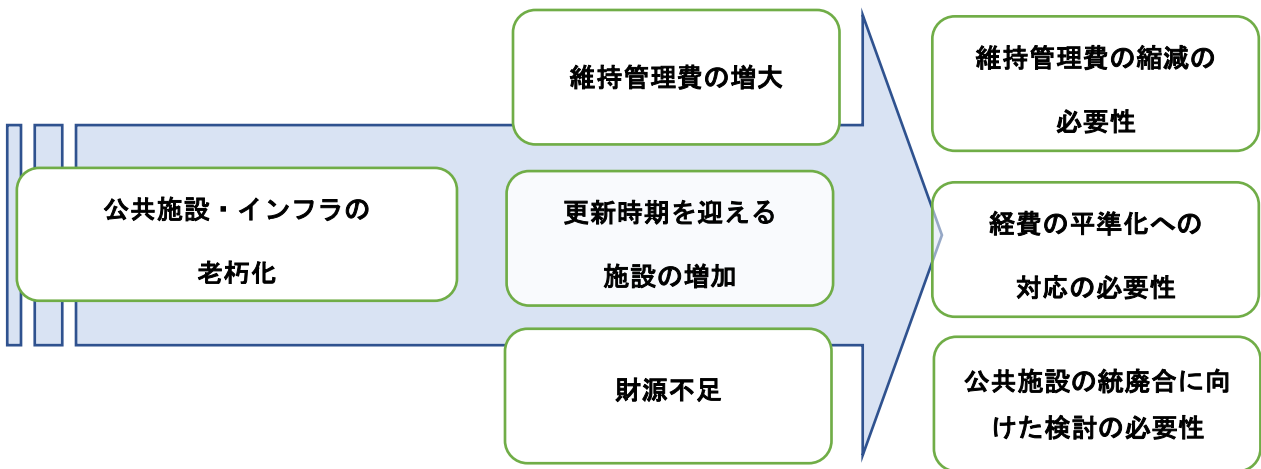 公共施設・インフラの
老朽化
維持管理費の増大
更新時期を迎える
施設の増加
財源不足
維持管理費の縮減の
必要性
経費の平準化への
対応の必要性
公共施設の統廃合に向
けた検討の必要性